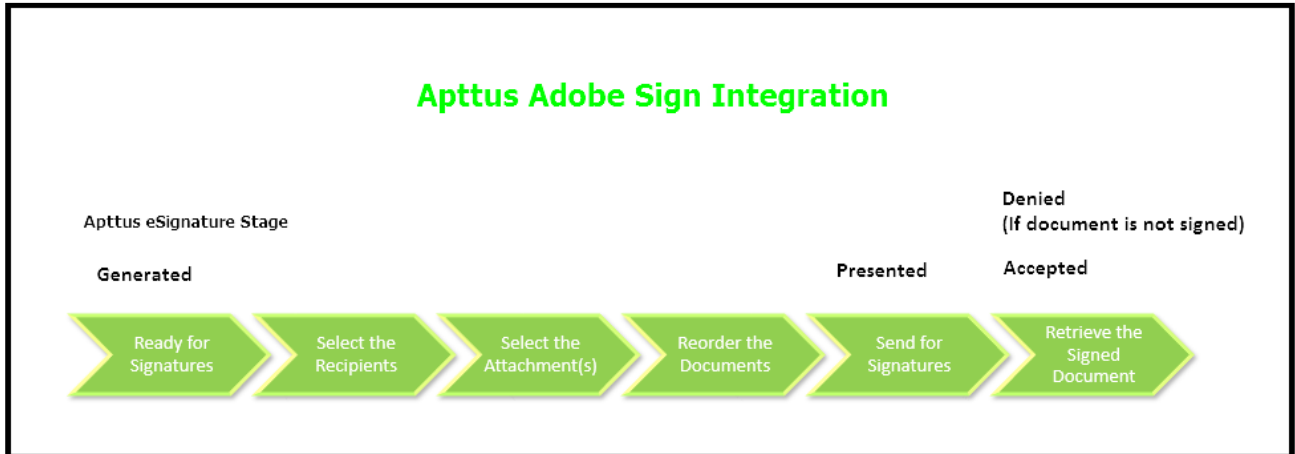 Apttus Adobe Sign Integration
Apttus eSignature Stage
Denied
(If document is not signed)
Generated
Presented
Accepted
Ready for
Signatures
Select the
Recipients
Select the
Attachment(s)
Reorder the
Documents
Send for
Signatures
Retrieve the
Signed
Document